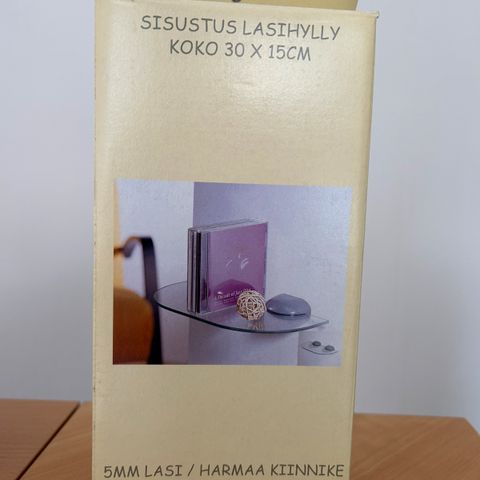 SISUSTUS LASIHYLLY
KOKO 30 X 15CM
5MM LASI / HARMAA KIINNIKE